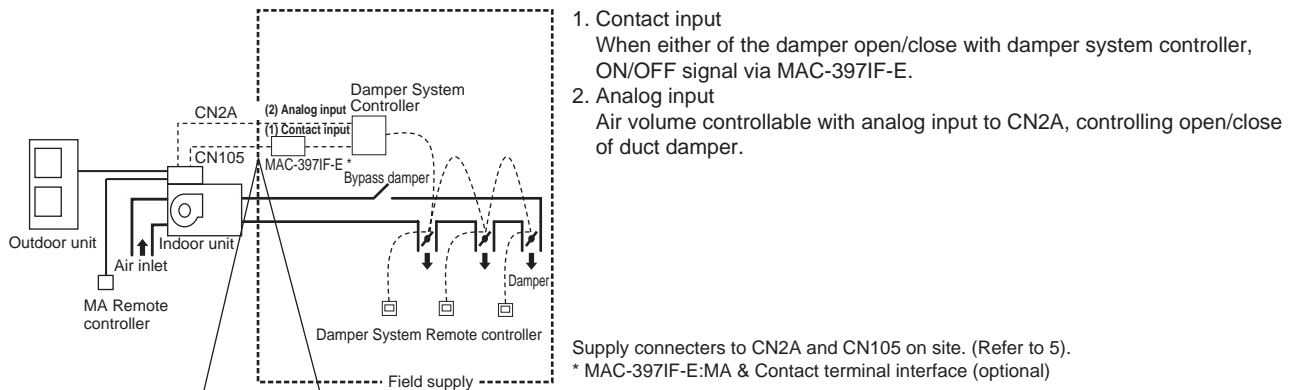 Damper System
Controller
CN2A
(2) Analog input
(1) Contact input
CN105
MAC-397IF-E *
Bypass damper
Outdoor unit
Indoor unit
Air inlet
Damper
MA Remote
controller
Damper System Remote controller
Field supply
1. Contact input
When either of the damper open/close with damper system controller,
ON/OFF signal via MAC-397IF-E.
2. Analog input
Air volume controllable with analog input to CN2A, controlling open/close
of duct damper.
Supply connecters to CN2A and CN105 on site. (Refer to 5).
* MAC-397IF-E:MA & Contact terminal interface (optional)